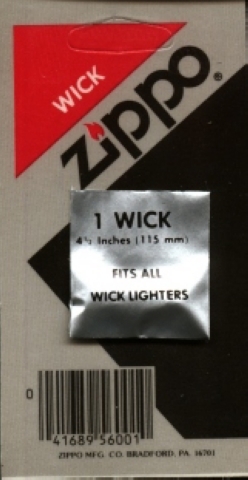 WICK
zippo®
1 WICK
4½ Inches (115 mm)
FITS ALL
WICK LIGHTERS
0
41689 56001
ZIPPO MFG. CO. BRADFORD, PA. 16701